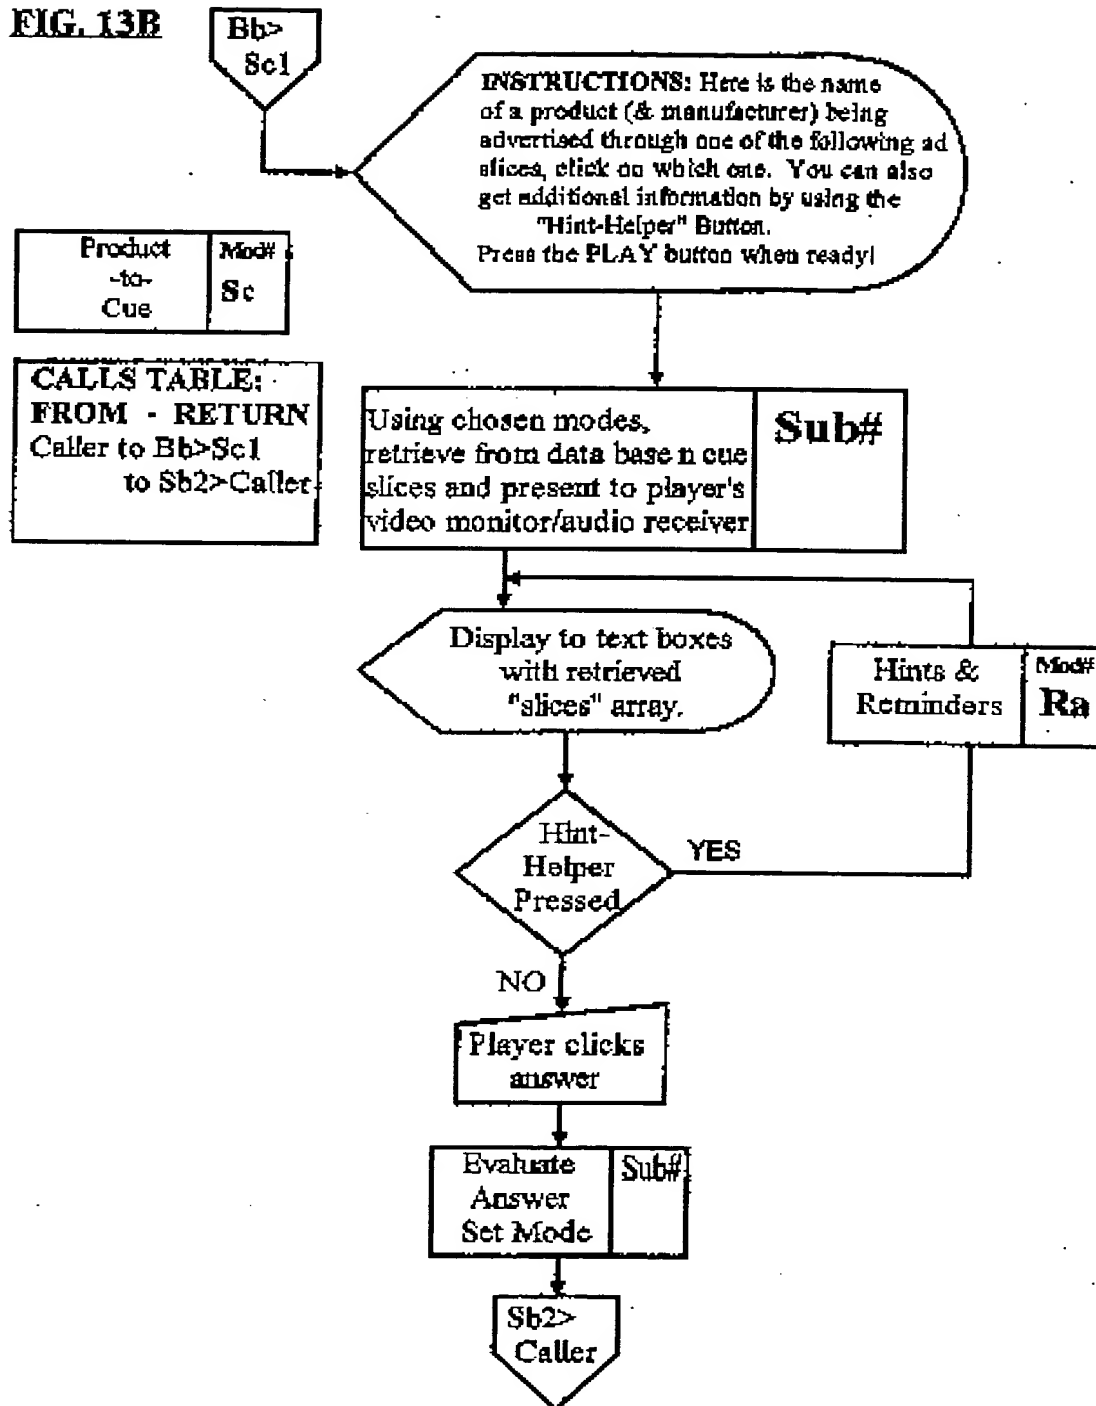 FIG. 13B
Bb>
Sc1
INSTRUCTIONS: Here is the name
of a product (& manufacturer) being
advertised through one of the following ad
slices, click on which one. You can also
get additional information by using the
"Hint-Helper" Button.
Press the PLAY button when ready!
Product
-to-
Cue
Mod#
Sc
CALLS TABLE:
FROM - RETURN
Caller to Bb>Sc1
to Sb2>Caller
Using chosen modes,
retrieve from data base n cue
slices and present to player's
video monitor/audio receiver
Sub#
Display to text boxes
with retrieved
"slices" array.
Hints &
Reminders
Mod#
Ra
Hint-
Helper
Pressed
YES
NO
Player clicks
answer
Evaluate
Answer
Set Mode
Sub#
Sb2>
Caller